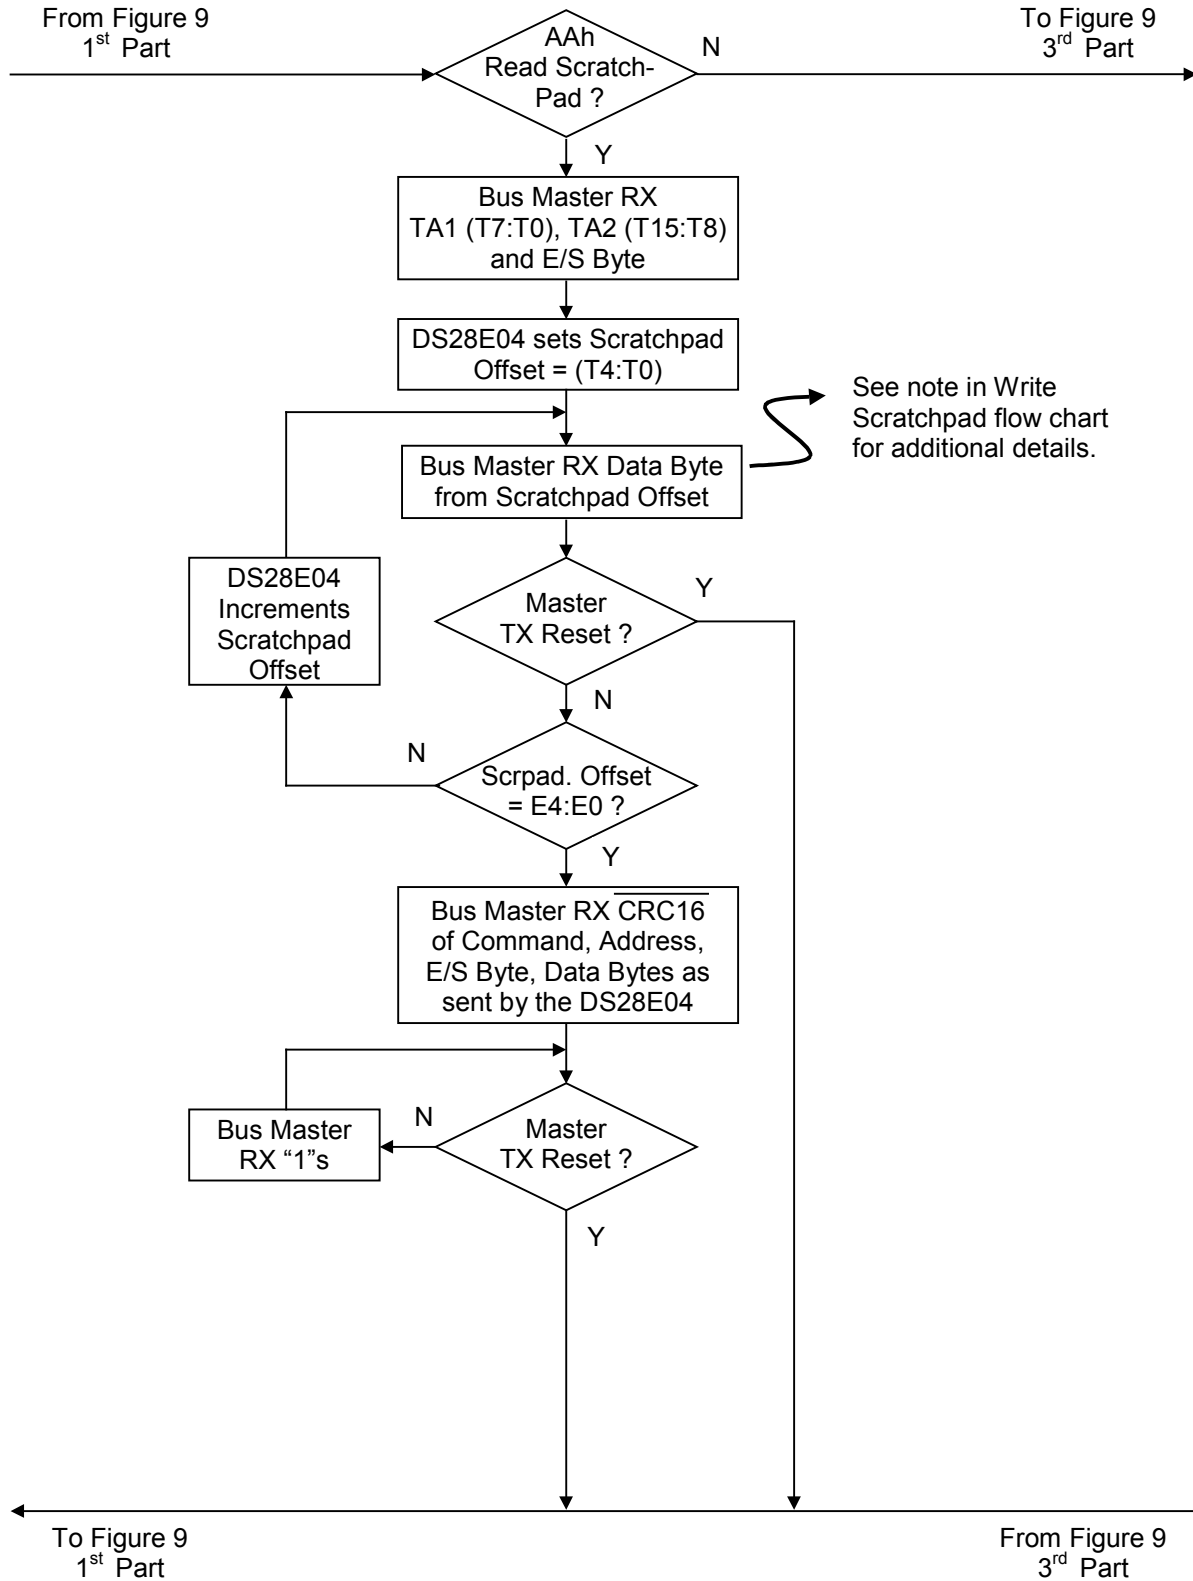 From Figure 9
1st Part
To Figure 9
3rd Part
AAh
Read Scratch-
Pad ?
N
Y
Bus Master RX
TA1 (T7:T0), TA2 (T15:T8)
and E/S Byte
DS28E04 sets Scratchpad
Offset = (T4:T0)
See note in Write
Scratchpad flow chart
for additional details.
Bus Master RX Data Byte
from Scratchpad Offset
DS28E04
Increments
Scratchpad
Offset
Master
TX Reset ?
Y
N
N
Scrpad. Offset
= E4:E0 ?
Y
Bus Master RX CRC16
of Command, Address,
E/S Byte, Data Bytes as
sent by the DS28E04
N
Bus Master
RX “1”s
Master
TX Reset ?
Y
To Figure 9
1st Part
From Figure 9
3rd Part